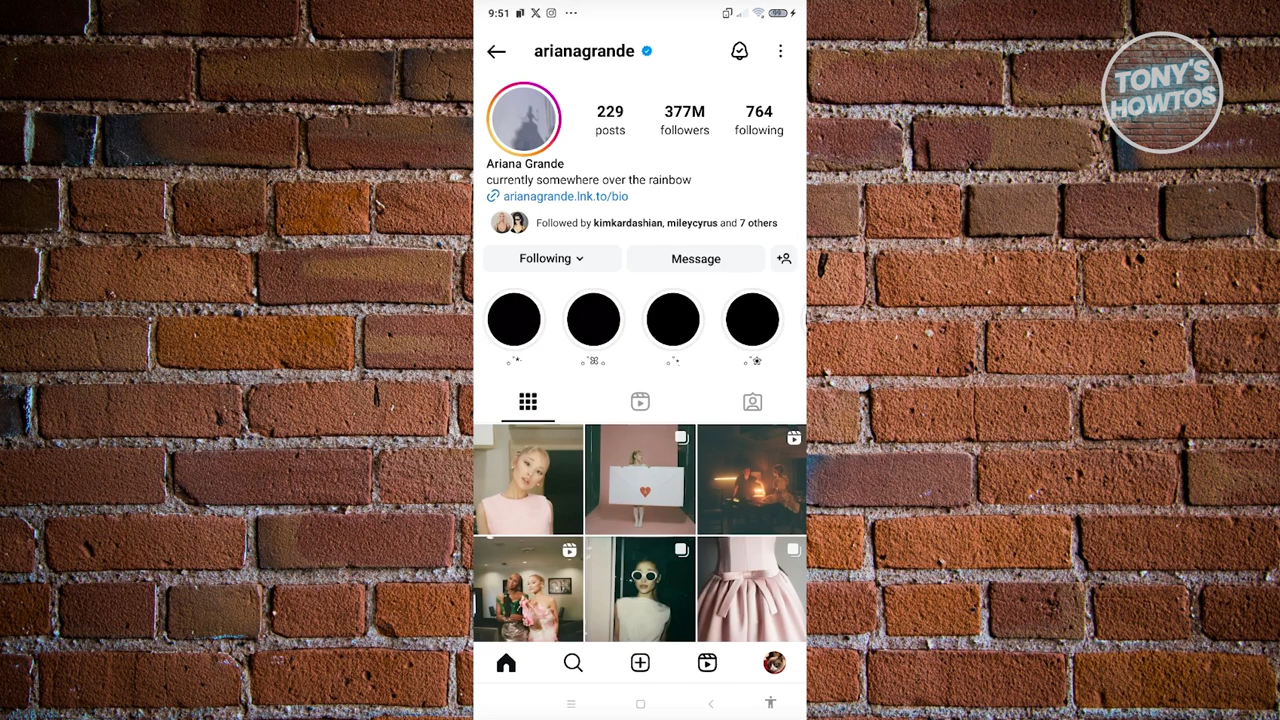 9:51
99
arianagrande
TONY'S
HOWTOS
229
377M
764
posts
followers
following
Ariana Grande
currently somewhere over the rainbow
arianagrande.lnk.to/bio
Followed by kimkardashian, mileycyrus and 7 others
Following
Message